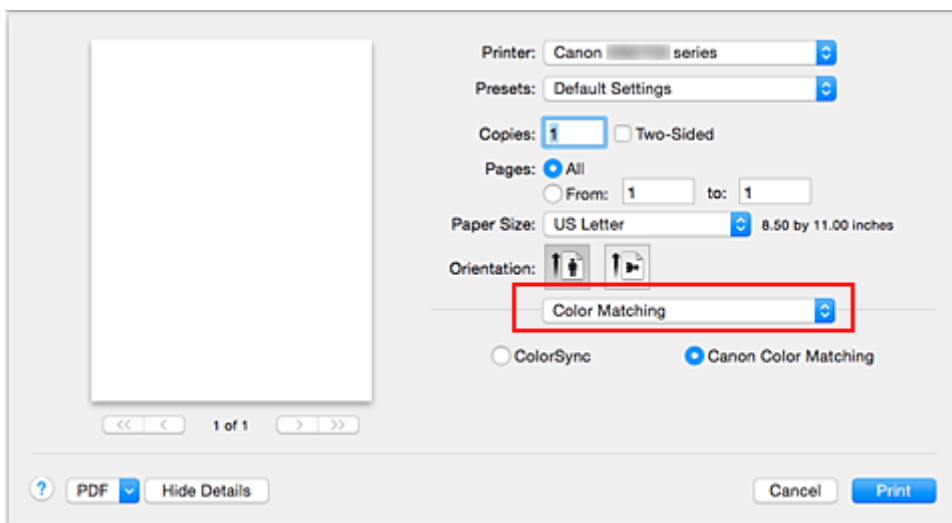 Printer: Canon series
Presets: Default Settings
Copies: 1 Two-Sided
Pages: All
From: 1 to: 1
Paper Size: US Letter 8.50 by 11.00 inches
Orientation:
Color Matching
ColorSync Canon Color Matching
1 of 1
? PDF Hide Details Cancel Print